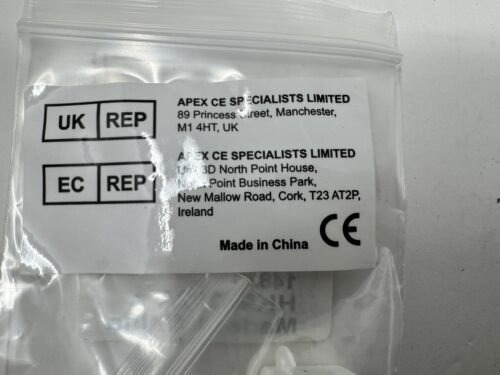 UK REP
APEX CE SPECIALISTS LIMITED
89 Princess Street, Manchester,
M1 4HT, UK
EC REP
APEX CE SPECIALISTS LIMITED
3D North Point House,
Point Business Park,
New Mallow Road, Cork, T23 AT2P,
Ireland
Made in China CE